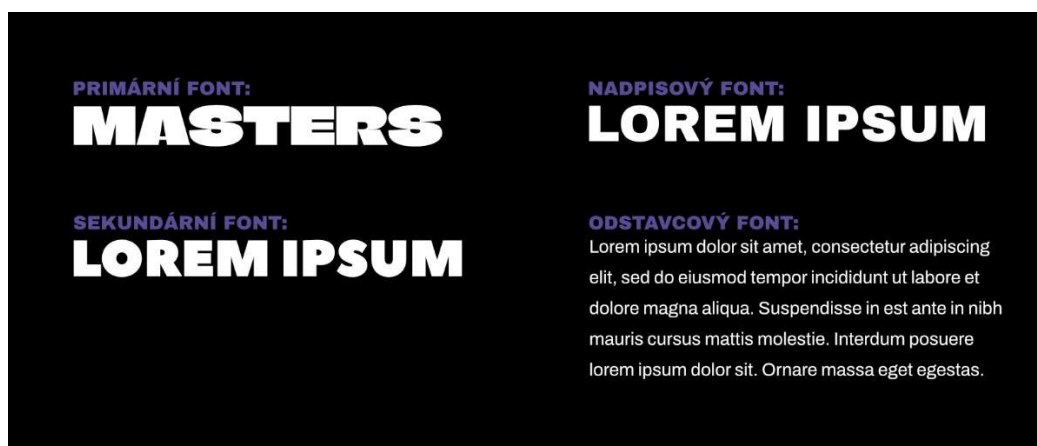 PRIMÁRNÍ FONT:
MASTERS
SEKUNDÁRNÍ FONT:
LOREM IPSUM
NADPISOVÝ FONT:
LOREM IPSUM
ODSTAVCOVÝ FONT:
Lorem ipsum dolor sit amet, consectetur adipiscing
elit, sed do eiusmod tempor incididunt ut labore et
dolore magna aliqua. Suspendisse in est ante in nibh
mauris cursus mattis molestie. Interdum posuere
lorem ipsum dolor sit. Ornare massa eget egestas.